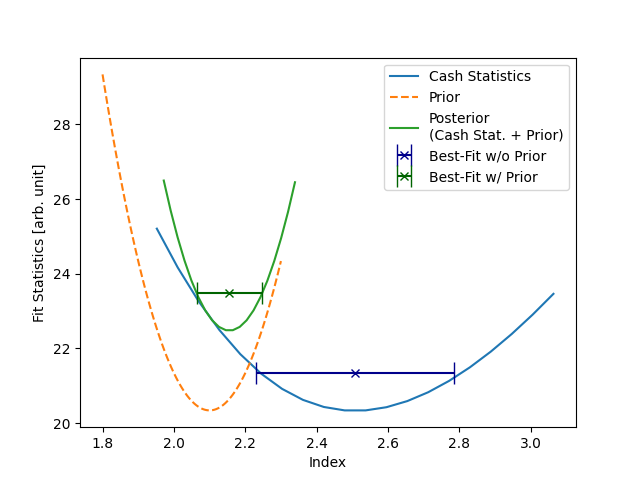 Cash Statistics
Prior
Posterior
(Cash Stat. + Prior)
Best-Fit w/o Prior
Best-Fit w/ Prior
Fit Statistics [arb. unit]
28
26
24
22
20
1.8 2.0 2.2 2.4 2.6 2.8 3.0
Index